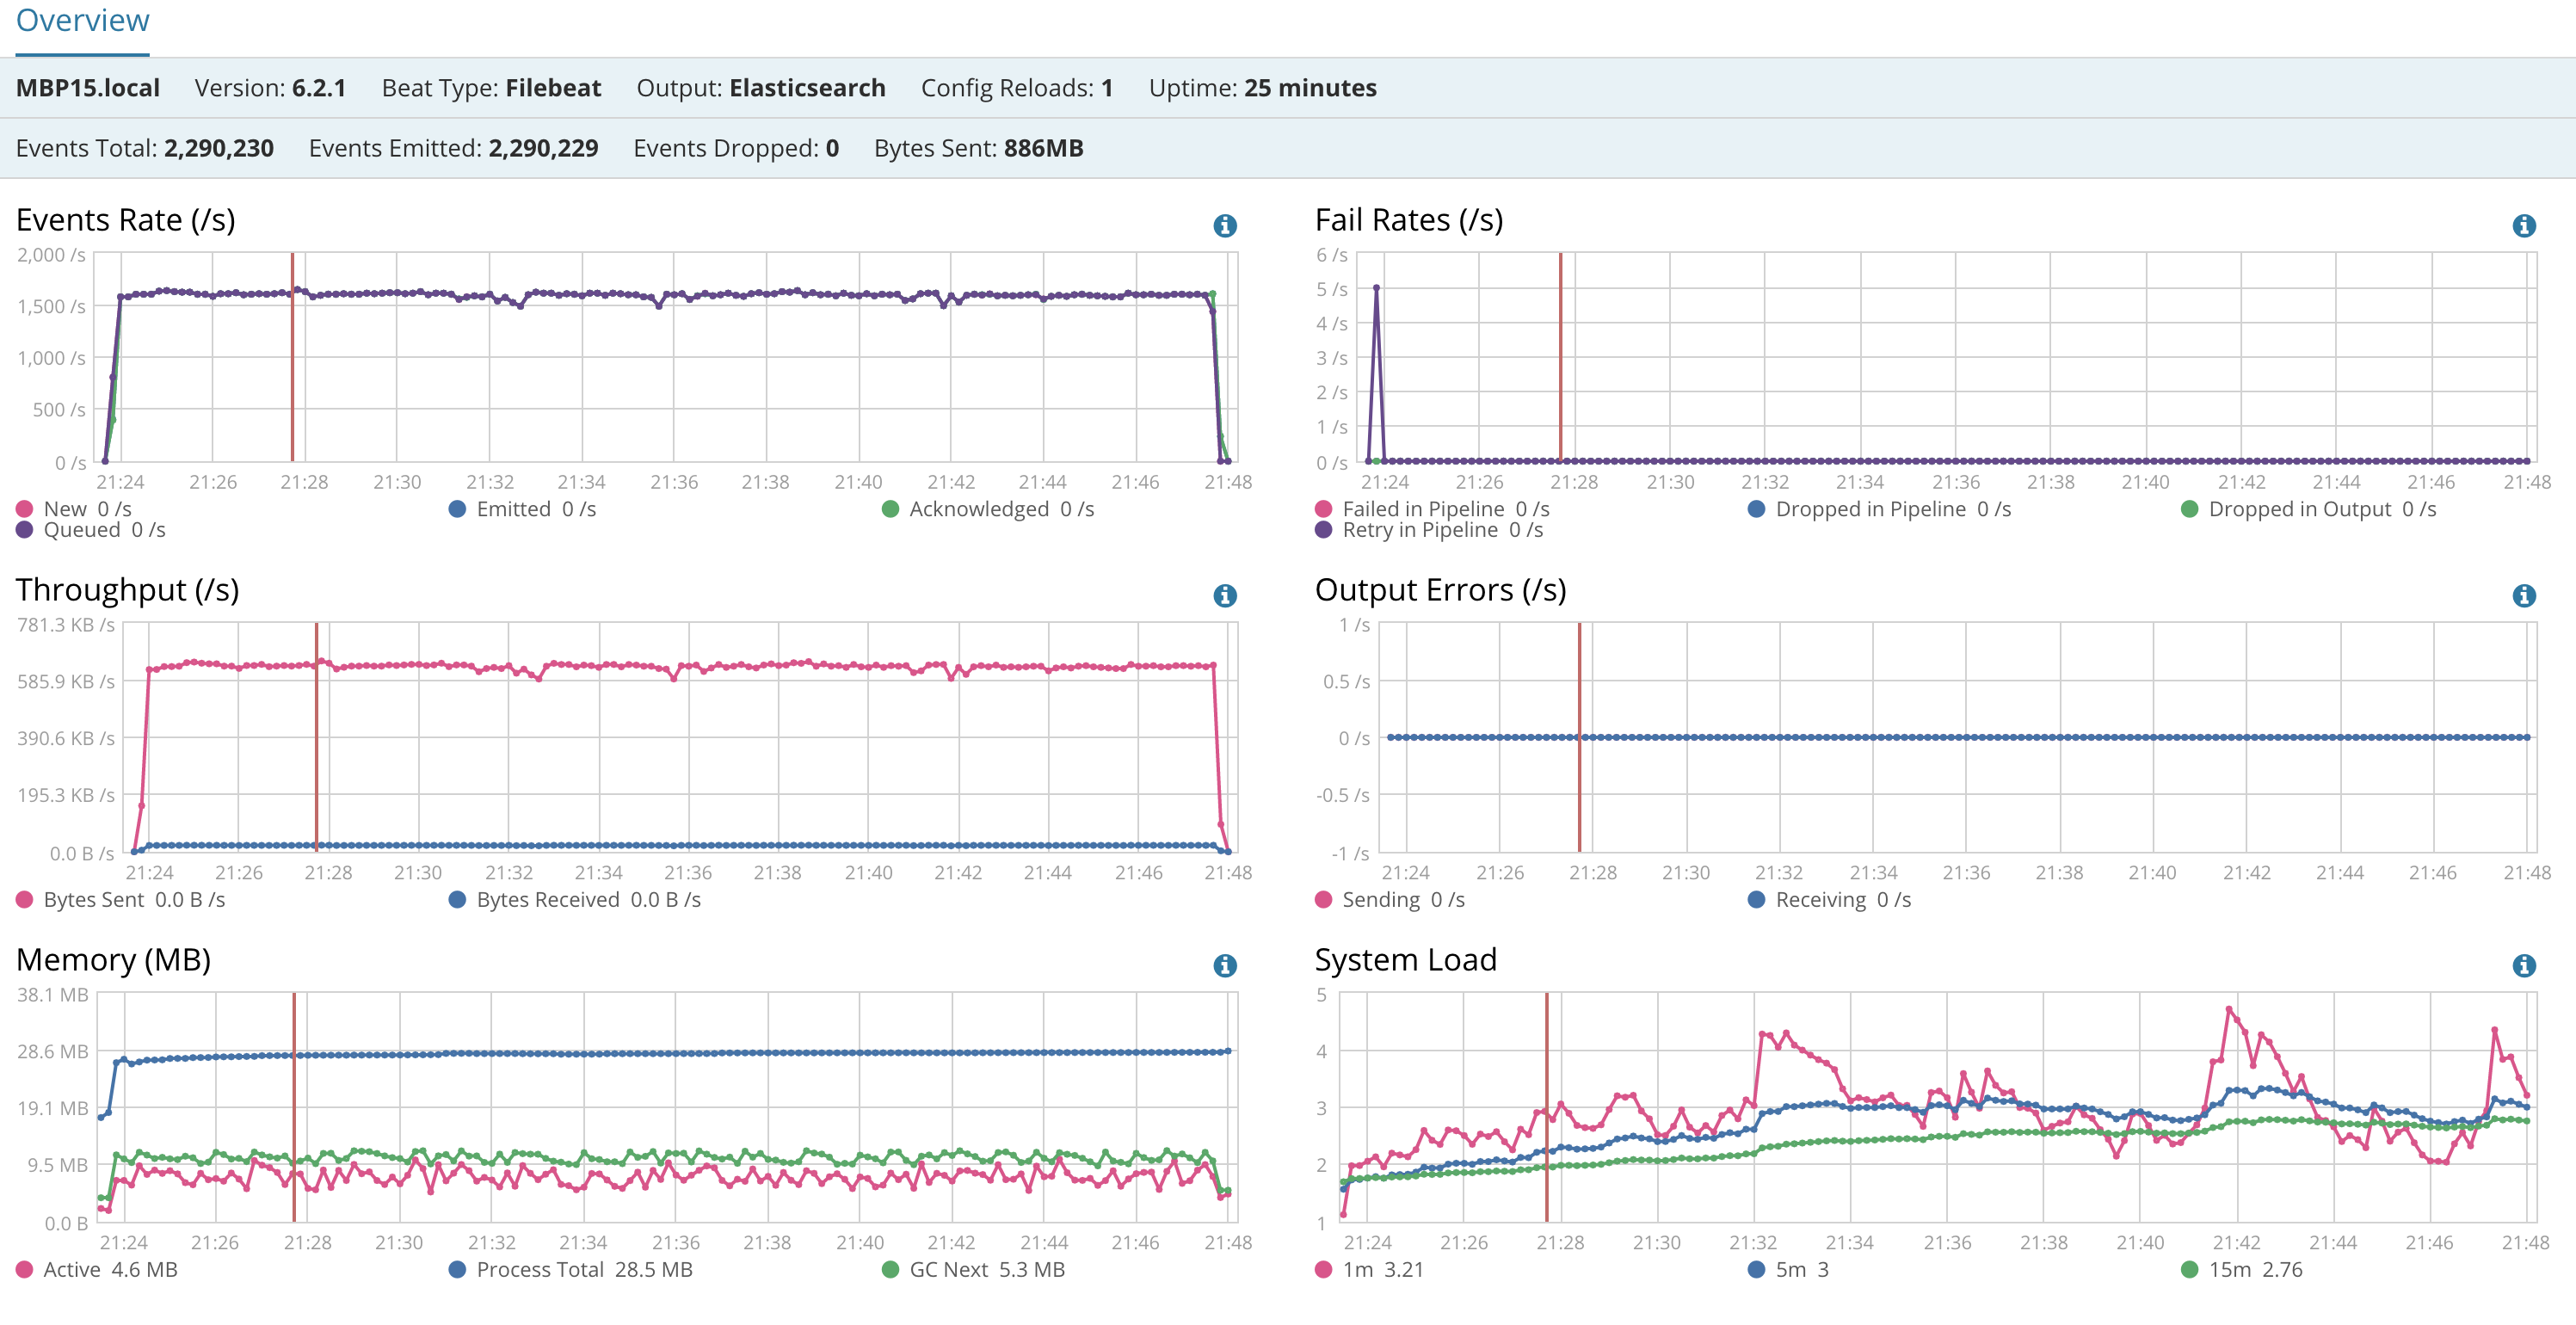 Overview
MBP15.local Version: 6.2.1 Beat Type: Filebeat Output: Elasticsearch Config Reloads: 1 Uptime: 25 minutes
Events Total: 2,290,230 Events Emitted: 2,290,229 Events Dropped: 0 Bytes Sent: 886MB
Events Rate (/s)
2,000 /s
1,500 /s
1,000 /s
500 /s
0 /s
21:24 21:26 21:28 21:30 21:32 21:34 21:36 21:38 21:40 21:42 21:44 21:46 21:48
New 0 /s Emitted 0 /s Acknowledged 0 /s
Queued 0 /s
Fail Rates (/s)
6 /s
5 /s
4 /s
3 /s
2 /s
1 /s
0 /s
21:24 21:26 21:28 21:30 21:32 21:34 21:36 21:38 21:40 21:42 21:44 21:46 21:48
Failed in Pipeline 0 /s Dropped in Pipeline 0 /s Dropped in Output 0 /s
Retry in Pipeline 0 /s
Throughput (/s)
781.3 KB /s
585.9 KB /s
390.6 KB /s
195.3 KB /s
0.0 B /s
21:24 21:26 21:28 21:30 21:32 21:34 21:36 21:38 21:40 21:42 21:44 21:46 21:48
Bytes Sent 0.0 B /s Bytes Received 0.0 B /s
Output Errors (/s)
1 /s
0.5 /s
0 /s
-0.5 /s
-1 /s
21:24 21:26 21:28 21:30 21:32 21:34 21:36 21:38 21:40 21:42 21:44 21:46 21:48
Sending 0 /s Receiving 0 /s
Memory (MB)
38.1 MB
28.6 MB
19.1 MB
9.5 MB
0.0 B
21:24 21:26 21:28 21:30 21:32 21:34 21:36 21:38 21:40 21:42 21:44 21:46 21:48
Active 4.6 MB Process Total 28.5 MB GC Next 5.3 MB
System Load
5
4
3
2
1
21:24 21:26 21:28 21:30 21:32 21:34 21:36 21:38 21:40 21:42 21:44 21:46 21:48
1m 3.21 5m 3 15m 2.76